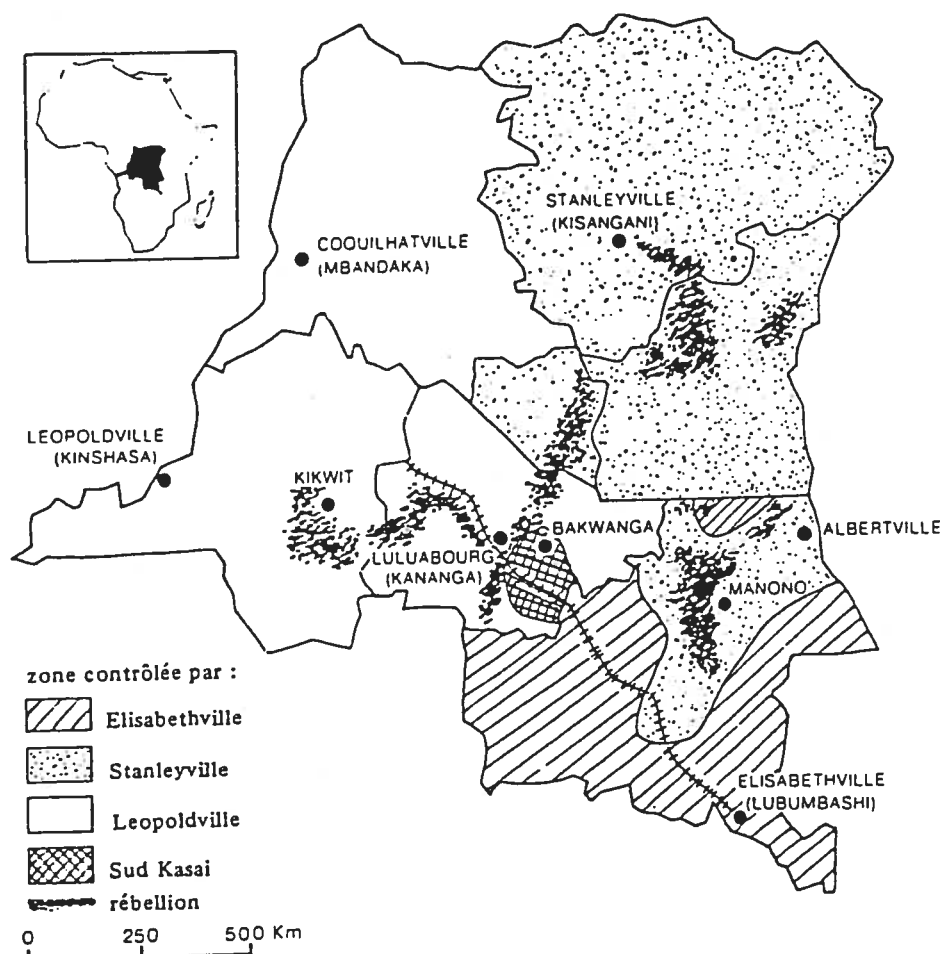 STANLEYVILLE
(KISANGANI)
COQUILHATVILLE
(MBANDAKA)
LEOPOLDVILLE
(KINSHASA)
KIKWIT
LULUABOURG
(KANANGA)
BAKWANGA
ALBERTVILLE
MANONO
ELISABETHVILLE
(LUBUMBASHI)
zone contrôlée par :
Elisabethville
Stanleyville
Leopoldville
Sud Kasai
rébellion
0 250 500 Km